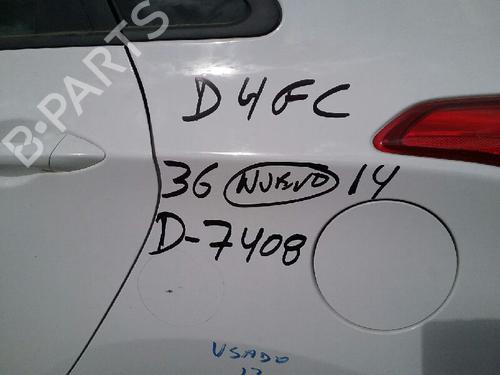 B-PARTS
D4FC
36 NUEVO 14
D-7408
USADO